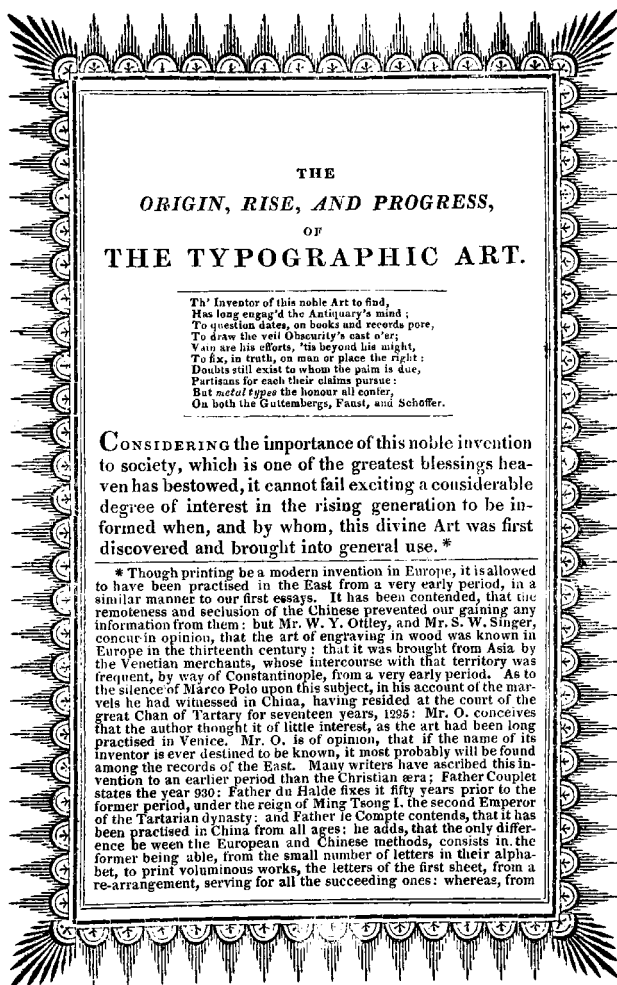 THE
ORIGIN, RISE, AND PROGRESS,
OF
THE TYPOGRAPHIC ART.
Th' Inventor of this noble Art to find,
Has long engag'd the Antiquary's mind ;
To question dates, on books and records pore,
To draw the veil Obscurity's cast o'er;
Vain are his efforts, 'tis beyond his might,
To fix, in truth, on man or place the right :
Doubts still exist to whom the palm is due,
Partisans for each their claims pursue :
But metal types the honour all confer,
On both the Guttembergs, Faust, and Schöffer.
CONSIDERING the importance of this noble invention
to society, which is one of the greatest blessings hea-
ven has bestowed, it cannot fail exciting a considerable
degree of interest in the rising generation to be in-
formed when, and by whom, this divine Art was first
discovered and brought into general use. *
* Though printing be a modern invention in Europe, it is allowed
to have been practised in the East from a very early period, in a
similar manner to our first essays. It has been contended, that the
remoteness and seclusion of the Chinese prevented our gaining any
information from them : but Mr. W. Y. Ottley, and Mr. S. W. Singer,
concur in opinion, that the art of engraving in wood was known in
Europe in the thirteenth century ; that it was brought from Asia by
the Venetian merchants, whose intercourse with that territory was
frequent, by way of Constantinople, from a very early period. As to
the silence of Marco Polo upon this subject, in his account of the mar-
vels he had witnessed in China, having resided at the court of the
great Chan of Tartary for seventeen years, 1295 : Mr. O. conceives
that the author thought it of little interest, as the art had been long
practised in Venice. Mr. O. is of opinion, that if the name of its
inventor is ever destined to be known, it most probably will be found
among the records of the East. Many writers have ascribed this in-
vention to an earlier period than the Christian æra ; Father Couplet
states the year 930 : Father du Halde fixes it fifty years prior to the
former period, under the reign of Ming Tsong I. the second Emperor
of the Tartarian dynasty : and Father le Compte contends, that it has
been practised in China from all ages : he adds, that the only differ-
ence be ween the European and Chinese methods, consists in the
former being able, from the small number of letters in their alpha-
bet, to print voluminous works, the letters of the first sheet, from a
re-arrangement, serving for all the succeeding ones : whereas, from